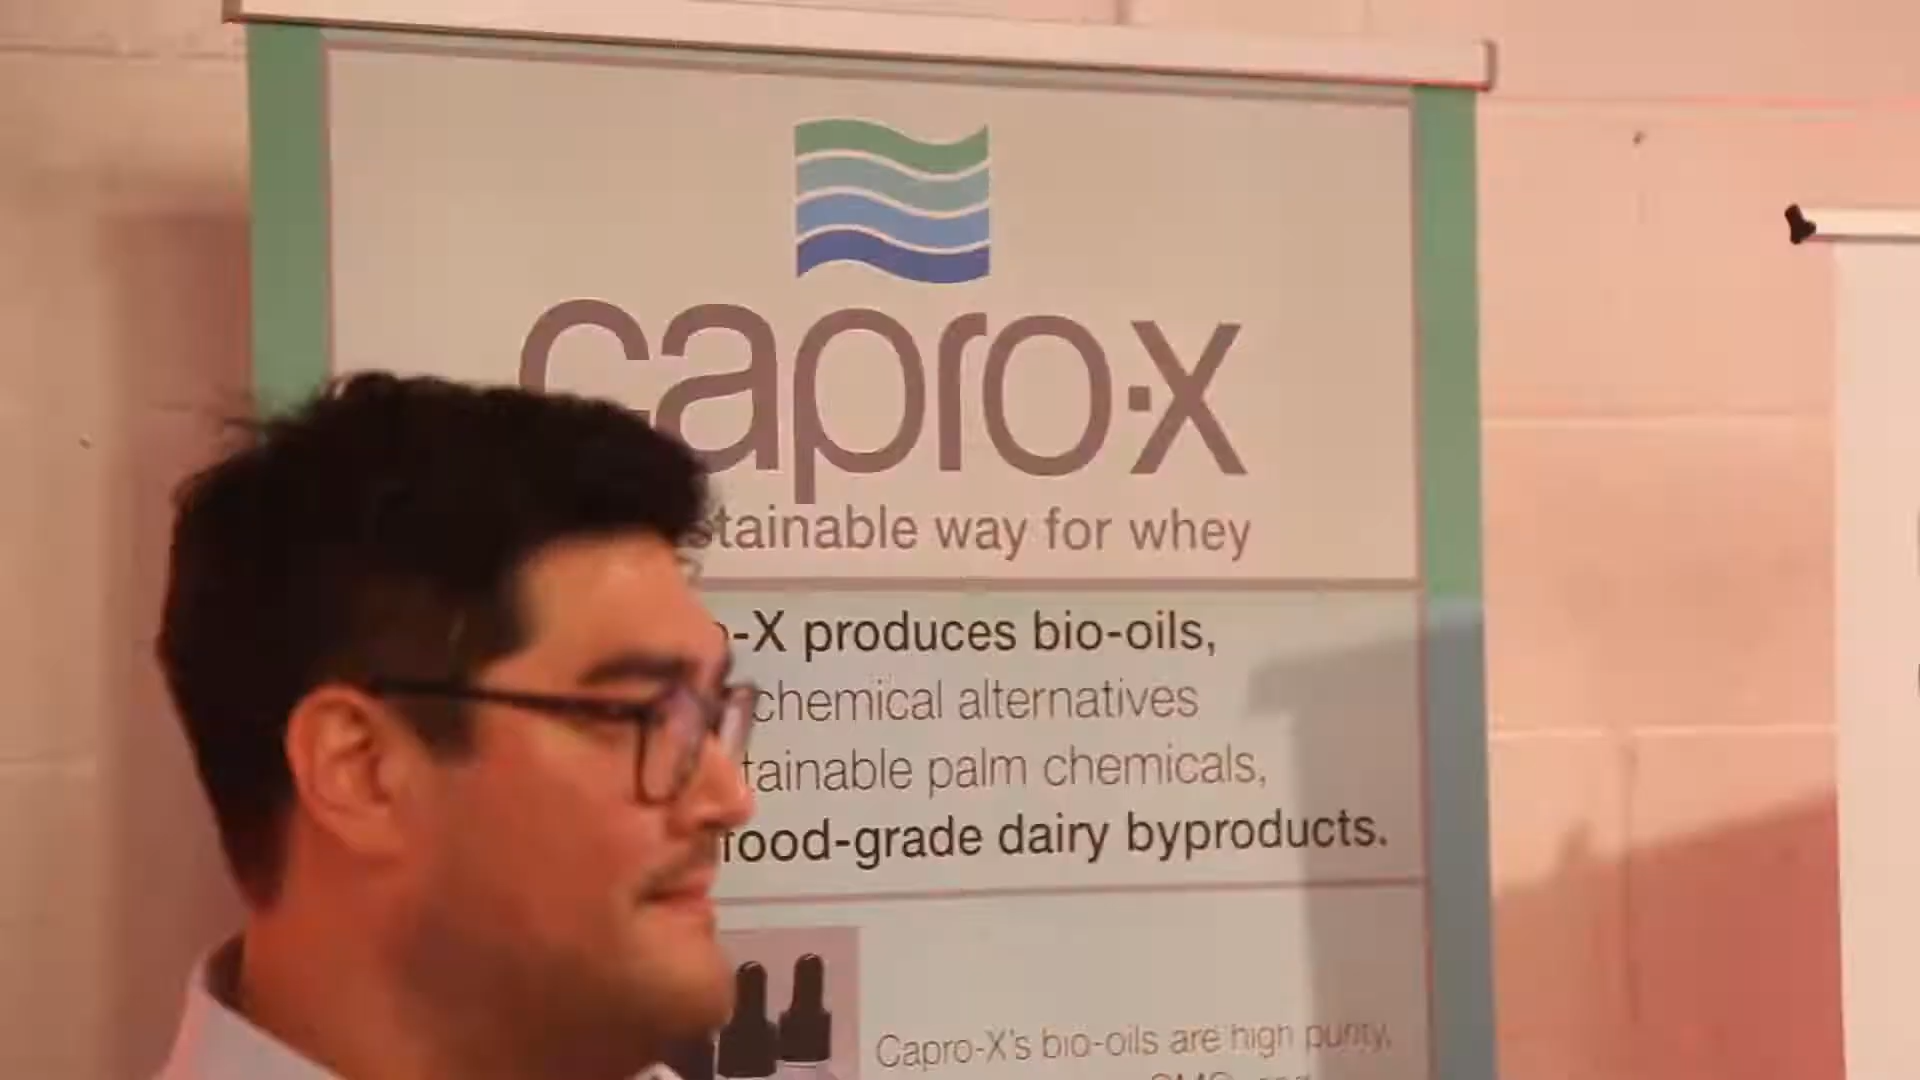 capro-x
stainable way for whey
-X produces bio-oils,
chemical alternatives
tainable palm chemicals,
food-grade dairy byproducts.
Capro-X's bio-oils are high purity,